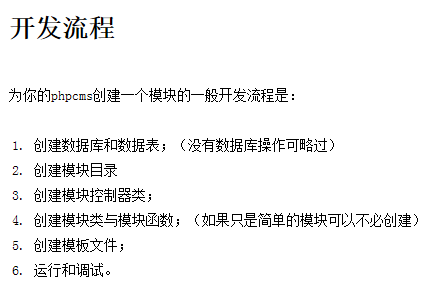 开发流程
为你的phpcms创建一个模块的一般开发流程是:
1. 创建数据库和数据表;（没有数据库操作可略过）
2. 创建模块目录
3. 创建模块控制器类;
4. 创建模块类与模块函数;（如果只是简单的模块可以不必创建）
5. 创建模板文件;
6. 运行和调试。